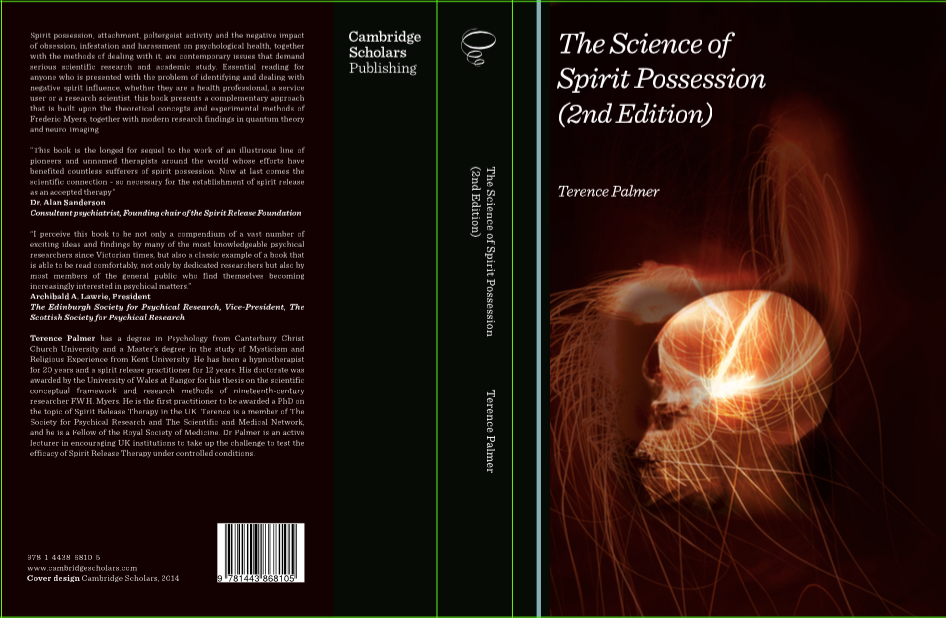 Spirit possession, attachment, poltergeist activity and the negative impact
of obsession, infestation and harassment on psychological health, together
with the methods of dealing with it, are contemporary issues that demand
serious scientific research and academic study. Essential reading for
anyone who is presented with the problem of identifying and dealing with
negative spirit influence, whether they are a health professional, a service
user or a research scientist, this book presents a complementary approach
that is built upon the theoretical concepts and experimental methods of
Frederic Myers, together with modern research findings in quantum theory
and neuro imaging
"This book is the longed for sequel to the work of an illustrious line of
pioneers and unnamed therapists around the world whose efforts have
benefited countless sufferers of spirit possession. Now at last comes the
scientific connection - so necessary for the establishment of spirit release
as an accepted therapy"
Dr. Alan Sanderson
Consultant psychiatrist, Founding chair of the Spirit Release Foundation
"I perceive this book to be not only a compendium of a vast number of
exciting ideas and findings by many of the most knowledgeable psychical
researchers since Victorian times, but also a classic example of a book that
is able to be read comfortably, not only by dedicated researchers but also by
most members of the general public who find themselves becoming
increasingly interested in psychical matters."
Archibald A. Lawrie, President
The Edinburgh Society for Psychical Research, Vice-President, The
Scottish Society for Psychical Research
Terence Palmer has a degree in Psychology from Canterbury Christ
Church University and a Master's degree in the study of Mysticism and
Religious Experience from Kent University. He has been a hypnotherapist
for 20 years and a spirit release practitioner for 12 years. His doctorate was
awarded by the University of Wales at Bangor for his thesis on the scientific
conceptual framework and research methods of nineteenth-century
researcher F.W.H. Myers. He is the first practitioner to be awarded a PhD on
the topic of Spirit Release Therapy in the UK. Terence is a member of The
Society for Psychical Research and The Scientific and Medical Network,
and he is a Fellow of the Royal Society of Medicine. Dr Palmer is an active
lecturer in encouraging UK institutions to take up the challenge to test the
efficacy of Spirit Release Therapy under controlled conditions.
978 1 4438 6810 5
www.cambridgescholars.com
Cover design Cambridge Scholars, 2014
9 781443 868105
Cambridge
Scholars
Publishing
The Science of Spirit Possession
(2nd Edition)
Terence Palmer
The Science of
Spirit Possession
(2nd Edition)
Terence Palmer